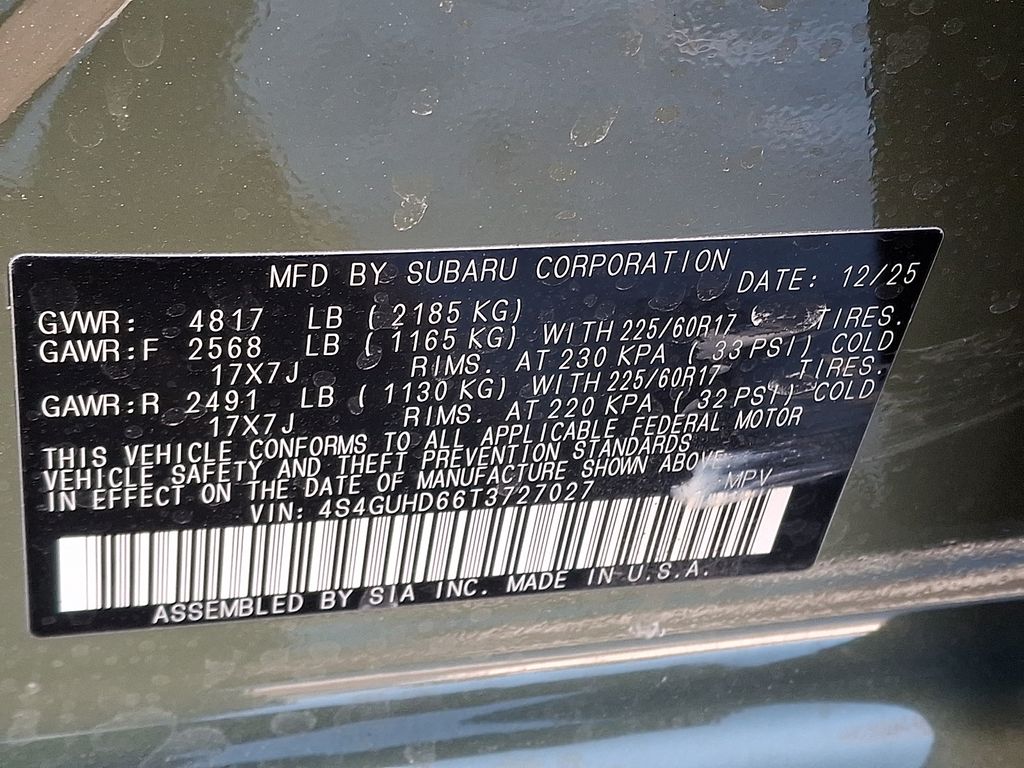 MFD BY SUBARU CORPORATION DATE: 12/25
GVWR: 4817 LB ( 2185 KG)
GAWR:F 2568 LB ( 1165 KG) WITH 225/60R17 TIRES.
17X7J RIMS. AT 230 KPA ( 33 PSI) COLD
GAWR:R 2491 LB ( 1130 KG) WITH 225/60R17 TIRES.
17X7J RIMS. AT 220 KPA ( 32 PSI) COLD
THIS VEHICLE CONFORMS TO ALL APPLICABLE FEDERAL MOTOR
VEHICLE SAFETY AND THEFT PREVENTION STANDARDS
IN EFFECT ON THE DATE OF MANUFACTURE SHOWN ABOVE.
VIN: 4S4GUHD66T3727027 MPV
ASSEMBLED BY SIA INC. MADE IN U.S.A.